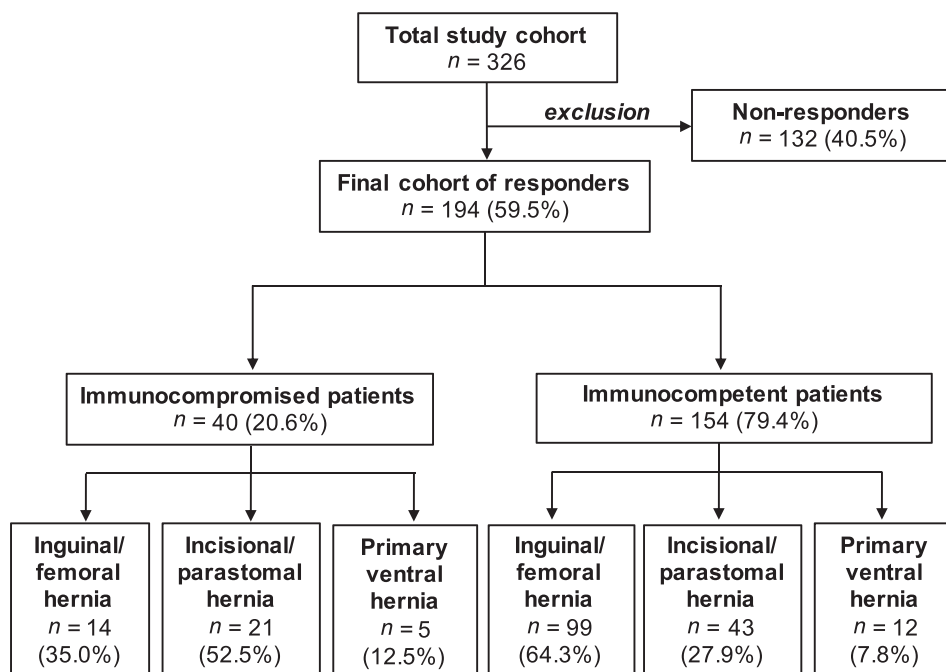 Total study cohort
n = 326
exclusion
Non-responders
n = 132 (40.5%)
Final cohort of responders
n = 194 (59.5%)
Immunocompromised patients
n = 40 (20.6%)
Immunocompetent patients
n = 154 (79.4%)
Inguinal/
femoral
hernia
n = 14
(35.0%)
Incisional/
parastomal
hernia
n = 21
(52.5%)
Primary
ventral
hernia
n = 5
(12.5%)
Inguinal/
femoral
hernia
n = 99
(64.3%)
Incisional/
parastomal
hernia
n = 43
(27.9%)
Primary
ventral
hernia
n = 12
(7.8%)